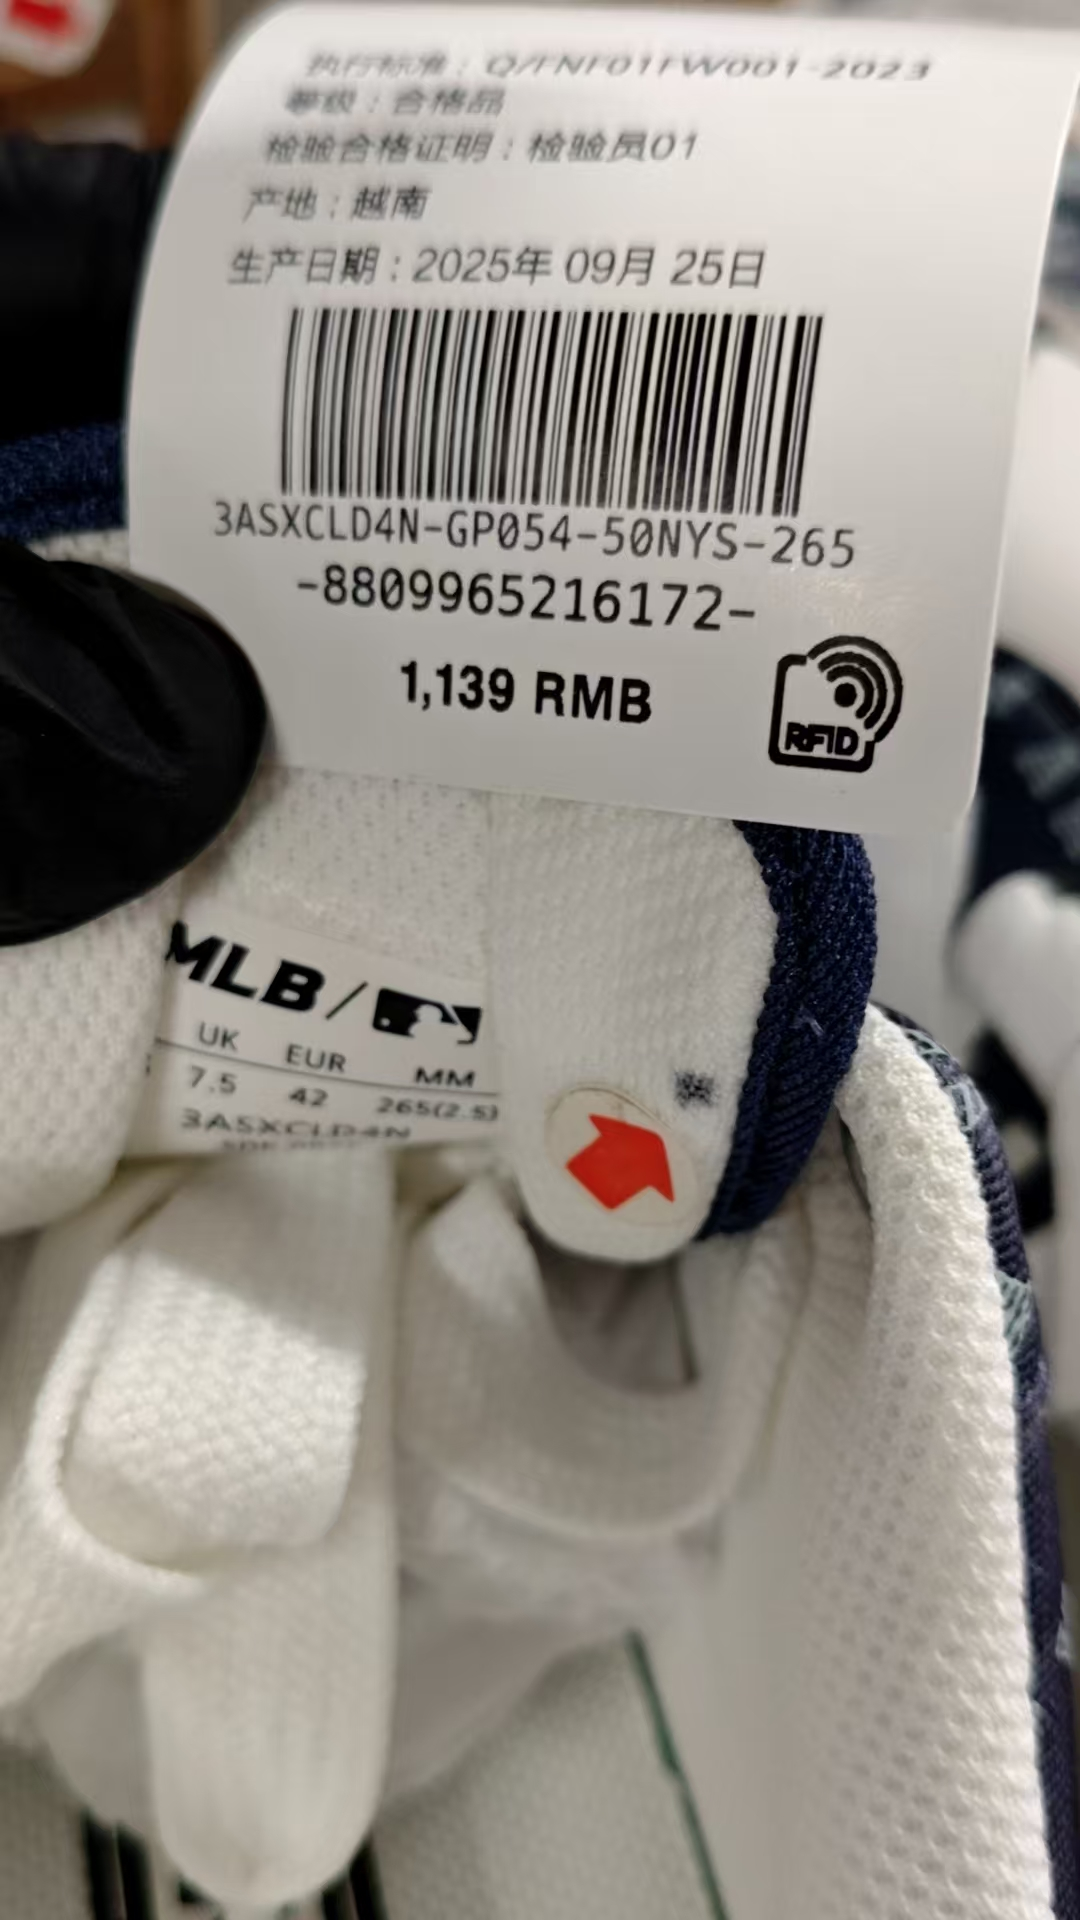 执行标准：Q/FNF01FW001-2023
等级：合格品
检验合格证明：检验员01
产地：越南
生产日期：2025年 09月 25日
3ASXCLD4N-GP054-50NYS-265
-8809965216172-
1,139 RMB
RFID
MLB/
UK EUR MM
7.5 42 265(2.5)
3ASXCLD4N